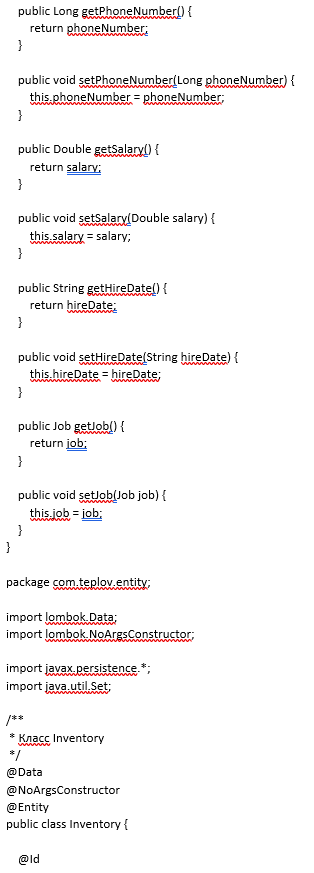 public Long getPhoneNumber() {
return phoneNumber;
}
public void setPhoneNumber(Long phoneNumber) {
this.phoneNumber = phoneNumber;
}
public Double getSalary() {
return salary;
}
public void setSalary(Double salary) {
this.salary = salary;
}
public String getHireDate() {
return hireDate;
}
public void setHireDate(String hireDate) {
this.hireDate = hireDate;
}
public Job getJob() {
return job;
}
public void setJob(Job job) {
this.job = job;
}
}
package com.teplov.entity;
import lombok.Data;
import lombok.NoArgsConstructor;
import javax.persistence.*;
import java.util.Set;
/**
* Класс Inventory
*/
@Data
@NoArgsConstructor
@Entity
public class Inventory {
@Id